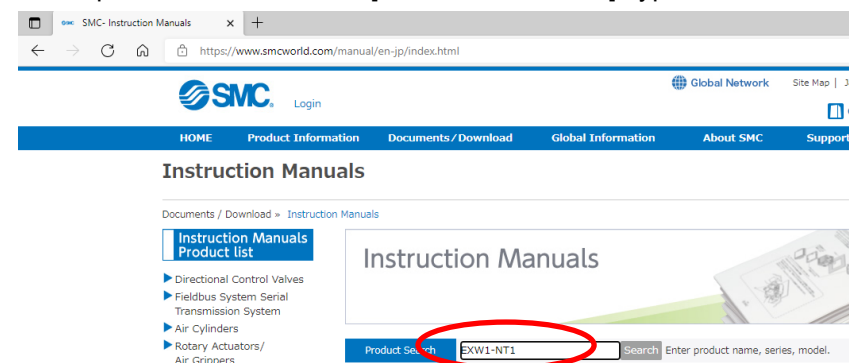 SMC- Instruction Manuals
https://www.smcworld.com/manual/en-jp/index.html
SMC
Login
Global Network Site Map | J
HOME Product Information Documents / Download Global Information About SMC Support
Instruction Manuals
Documents / Download » Instruction Manuals
Instruction Manuals
Product list
Instruction Manuals
Directional Control Valves
Fieldbus System Serial
Transmission System
Air Cylinders
Rotary Actuators/
Air Grippers
Product Search EXW1-NT1 Search Enter product name, series, model.